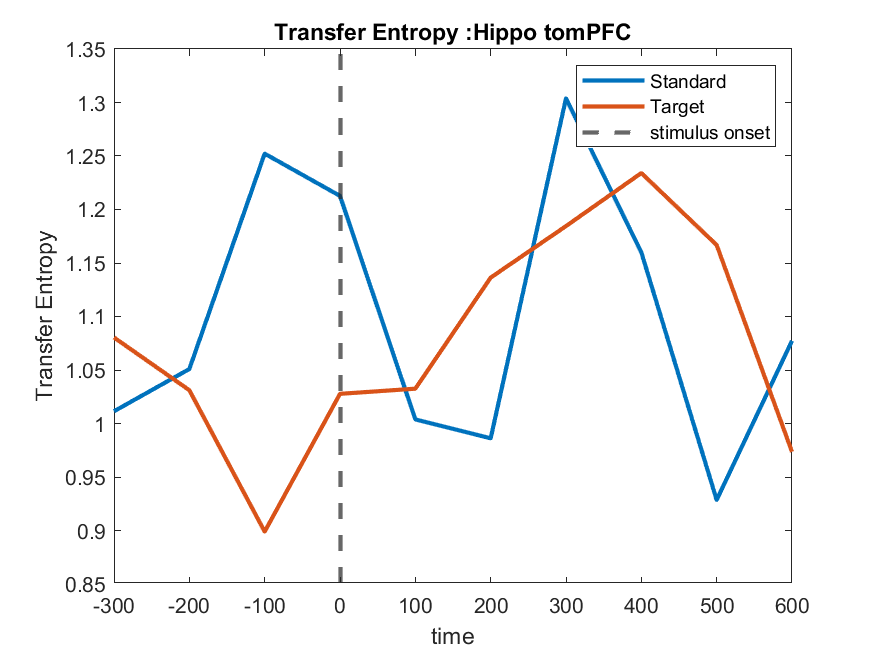 Transfer Entropy :Hippo tomPFC
1.35
1.3
1.25
1.2
1.15
1.1
1.05
1
0.95
0.9
0.85
Transfer Entropy
Standard
Target
stimulus onset
-300 -200 -100 0 100 200 300 400 500 600
time